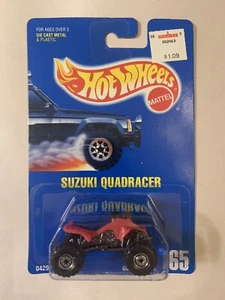 FOR AGES OVER 3
DIE CAST METAL
& PLASTIC
$1.09
Hot Wheels
MATTEL
SUZUKI QUADRACER
65